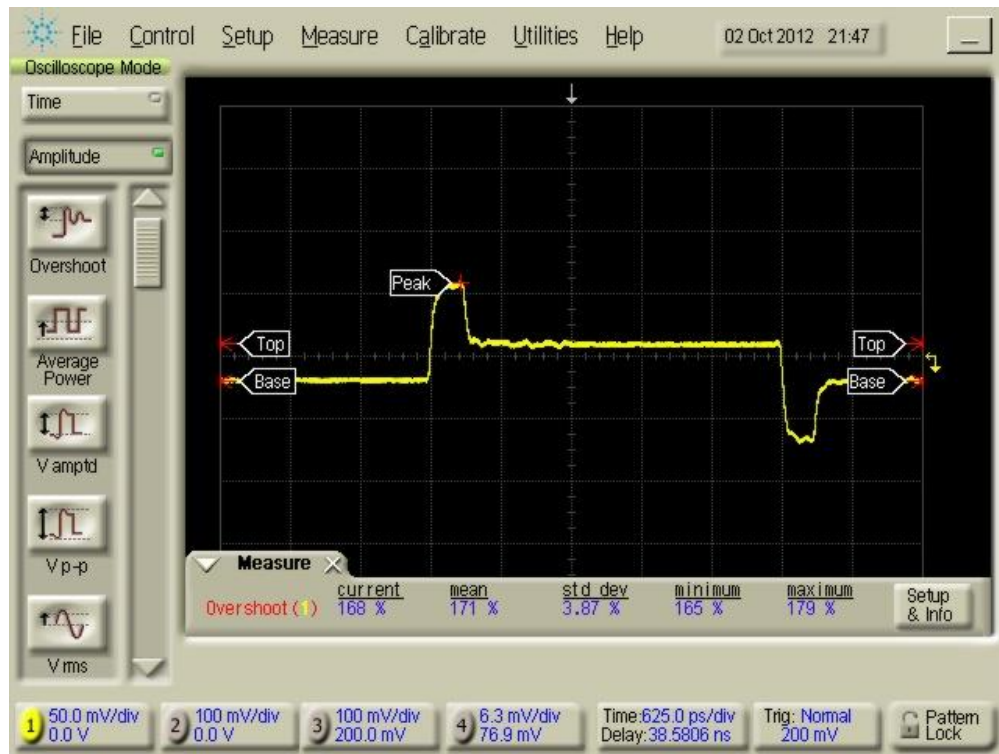 File Control Setup Measure Calibrate Utilities Help 02 Oct 2012 21:47
Oscilloscope Mode
Time
Amplitude
Overshoot
Average
Power
V amptd
V p-p
V rms
Peak
Top
Top
Base
Base
Measure
current mean std dev minimum maximum
Overshoot (1) 168 % 171 % 3.87 % 165 % 179 %
Setup
& Info
1 50.0 mV/div
0.0 V
2 100 mV/div
0.0 V
3 100 mV/div
200.0 mV
4 6.3 mV/div
76.9 mV
Time:625.0 ps/div
Delay:38.5806 ns
Trig: Normal
200 mV
Pattern
Lock